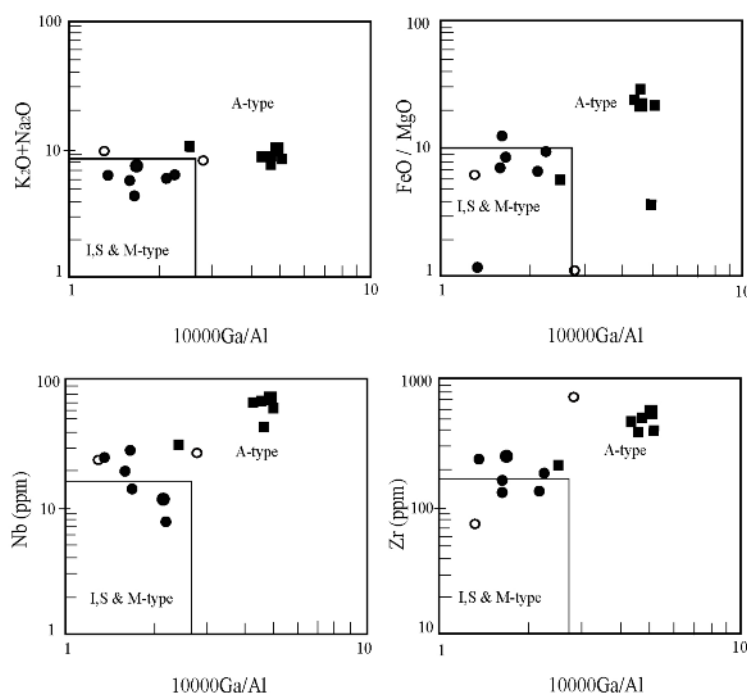 100
10
1
1
10
K₂O+Na₂O
A-type
I,S & M-type
10000Ga/Al
100
10
1
1
10
FeO / MgO
A-type
I,S & M-type
10000Ga/Al
100
10
1
1
10
Nb (ppm)
A-type
I,S & M-type
10000Ga/Al
1000
100
10
1
10
Zr (ppm)
A-type
I,S & M-type
10000Ga/Al